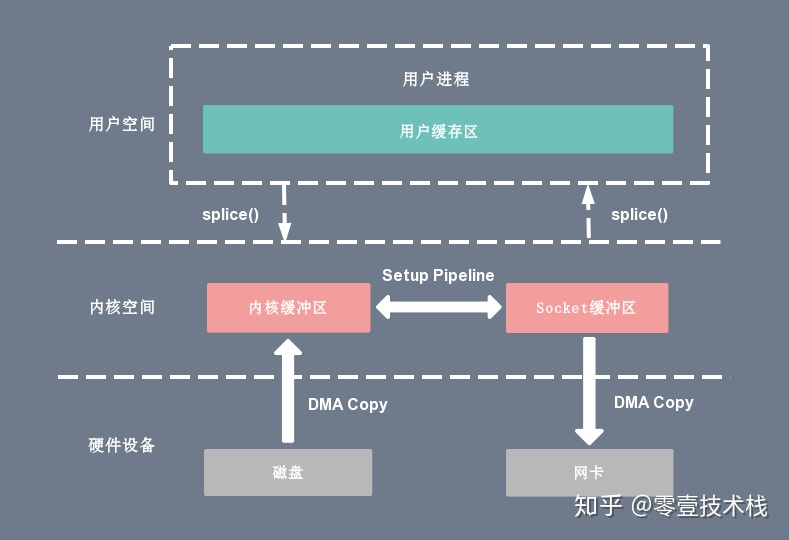 用户进程
用户空间
用户缓存区
splice()
splice()
Setup Pipeline
内核空间
内核缓冲区
Socket缓冲区
DMA Copy
DMA Copy
硬件设备
磁盘
网卡
知乎 @零壹技术栈